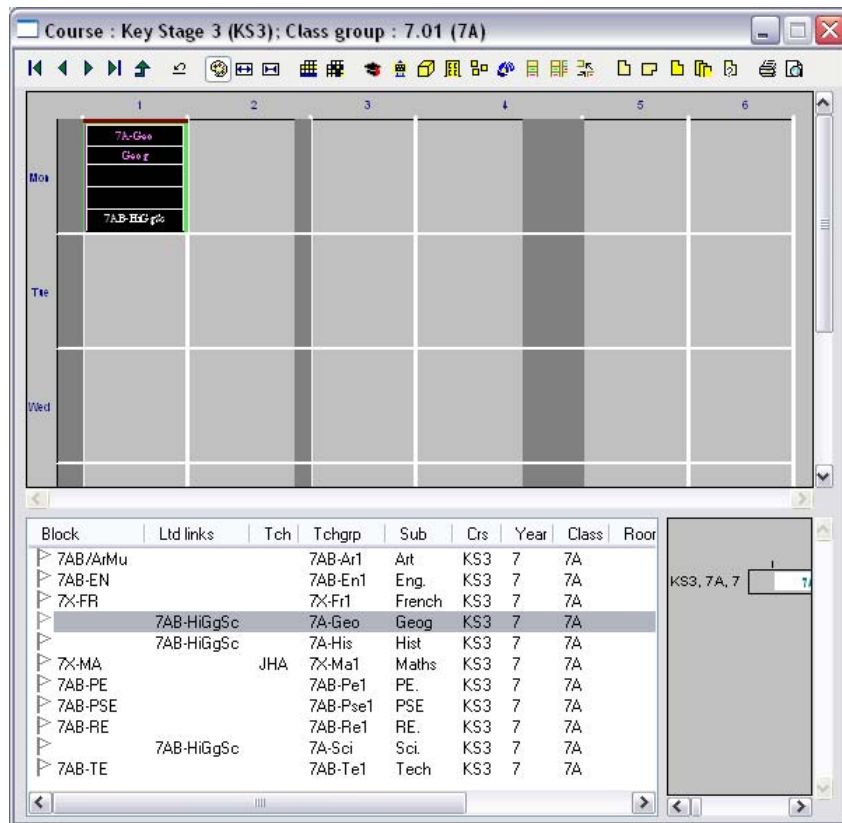 Course : Key Stage 3 (KS3); Class group : 7.01 (7A)
1 2 3 4 5 6
Mon
7A-Geo
Geog
7AB-HiGgSc
Tue
Wed
Block Ltd links Tch Tchgrp Sub Crs Year Class Roor
7AB/ArMu 7AB-Ar1 Art KS3 7 7A
7AB-EN 7AB-En1 Eng. KS3 7 7A
7X-FR 7X-Fr1 French KS3 7 7A
7AB-HiGgSc 7A-Geo Geog KS3 7 7A
7AB-HiGgSc 7A-His Hist KS3 7 7A
7X-MA JHA 7X-Ma1 Maths KS3 7 7A
7AB-PE 7AB-Pe1 PE. KS3 7 7A
7AB-PSE 7AB-Pse1 PSE KS3 7 7A
7AB-RE 7AB-Re1 RE. KS3 7 7A
7AB-HiGgSc 7A-Sci Sci. KS3 7 7A
7AB-TE 7AB-Te1 Tech KS3 7 7A
KS3, 7A, 7